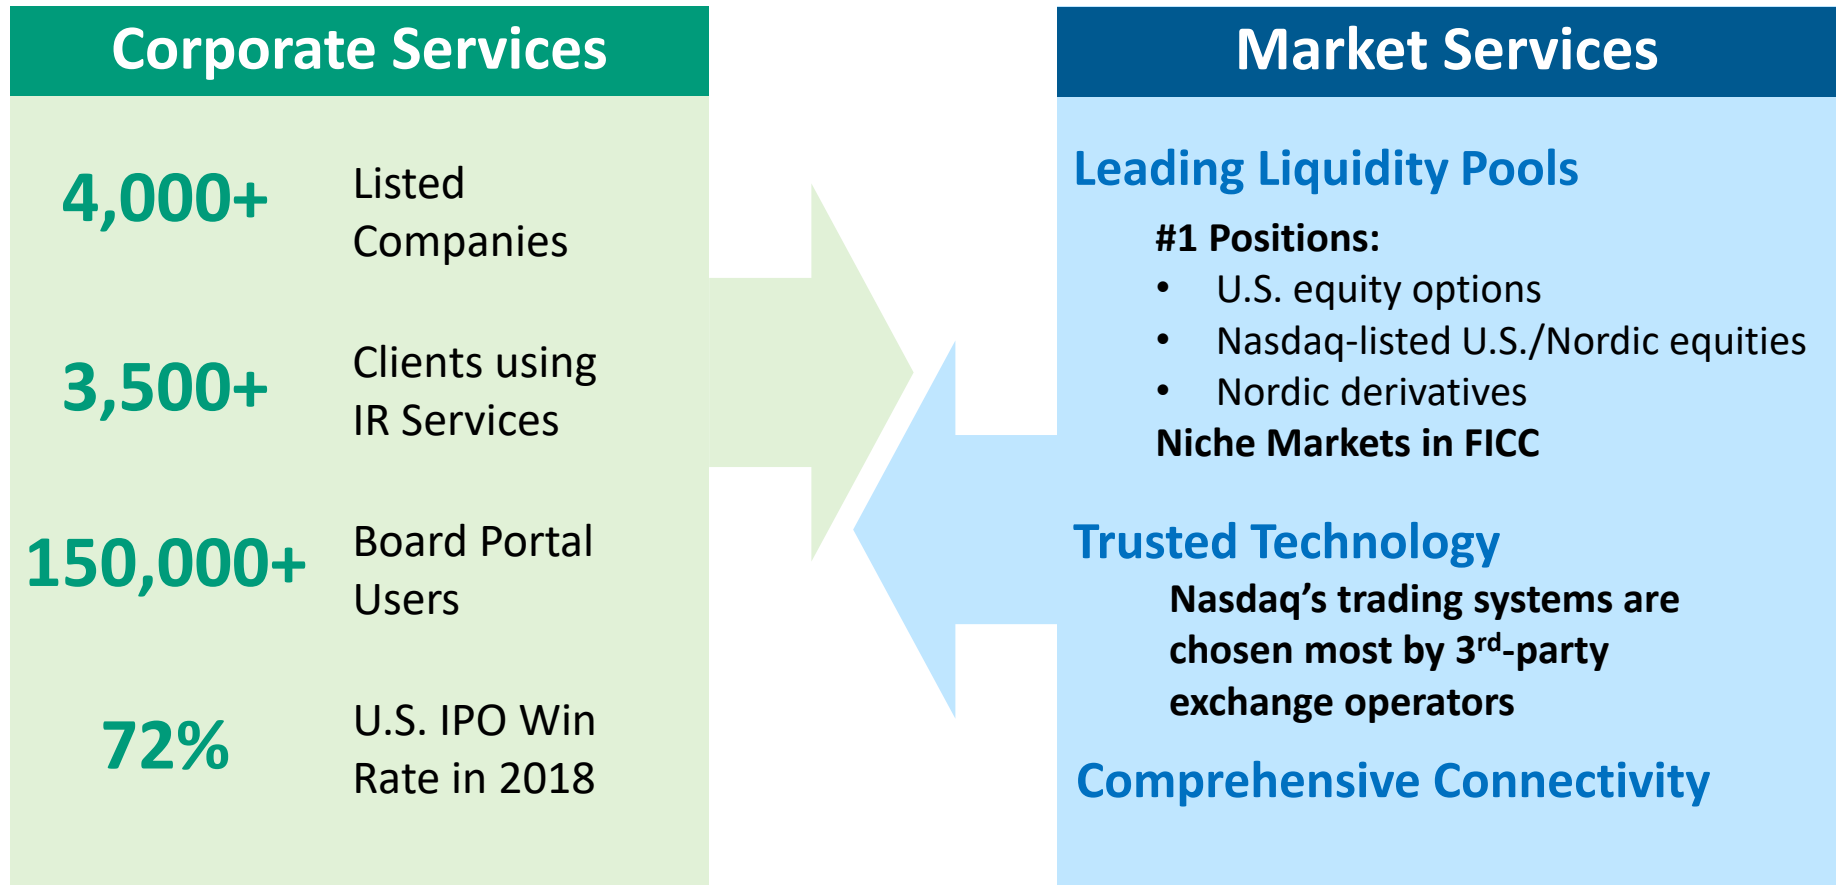 Corporate Services
4,000+
Listed
Companies
3,500+
Clients using
IR Services
150,000+
Board Portal
Users
72%
U.S. IPO Win
Rate in 2018
Market Services
Leading Liquidity Pools
#1 Positions:
• U.S. equity options
• Nasdaq-listed U.S./Nordic equities
• Nordic derivatives
Niche Markets in FICC
Trusted Technology
Nasdaq’s trading systems are
chosen most by 3rd-party
exchange operators
Comprehensive Connectivity